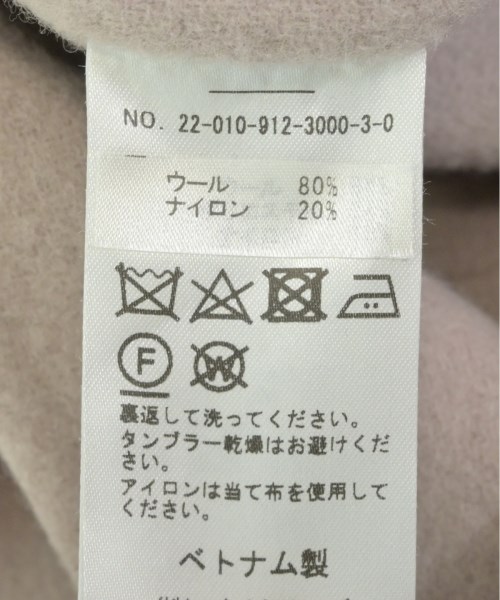 NO. 22-010-912-3000-3-0
ウール 80%
ナイロン 20%
F
W
裏返して洗ってください。
タンブラー乾燥はお避けくだ
さい。
アイロンは当て布を使用して
ください。
ベトナム製